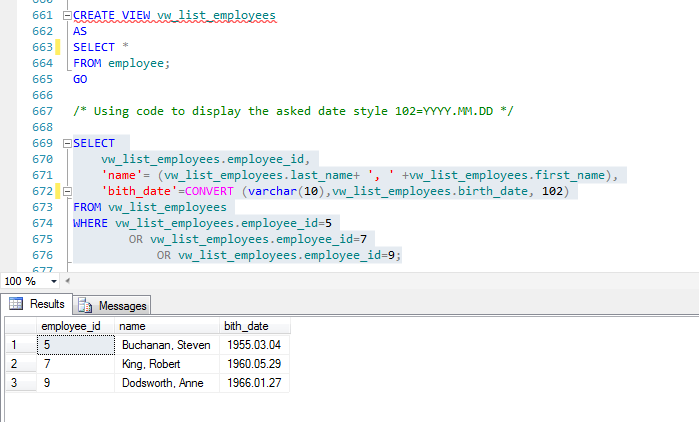 661 CREATE VIEW vw_list_employees
662 AS
663 SELECT *
664 FROM employee;
665 GO
666
667 /* Using code to display the asked date style 102=YYYY.MM.DD */
668
669 SELECT
670 vw_list_employees.employee_id,
671 'name'= (vw_list_employees.last_name+ ', ' +vw_list_employees.first_name),
672 'bith_date'=CONVERT (varchar(10),vw_list_employees.birth_date, 102)
673 FROM vw_list_employees
674 WHERE vw_list_employees.employee_id=5
675 OR vw_list_employees.employee_id=7
676 OR vw_list_employees.employee_id=9;
677
100 %
Results Messages
employee_id name bith_date
1 5 Buchanan, Steven 1955.03.04
2 7 King, Robert 1960.05.29
3 9 Dodsworth, Anne 1966.01.27